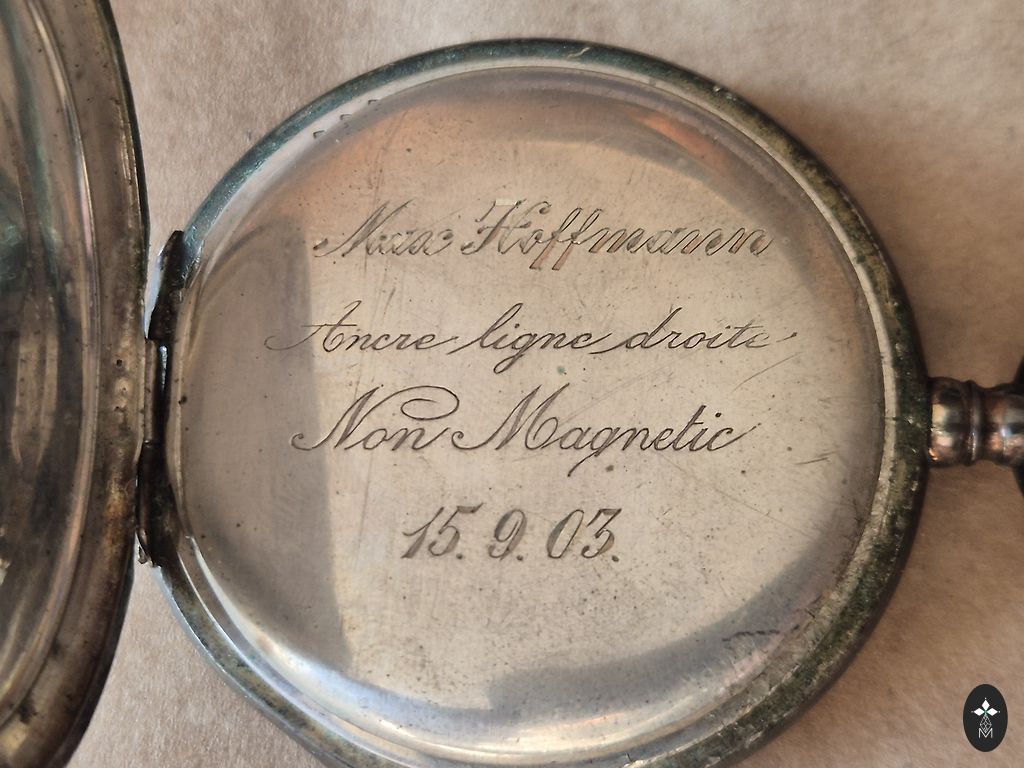 Max Hoffmann
Ancre ligne droite
Non Magnetic
15. 9. 03.